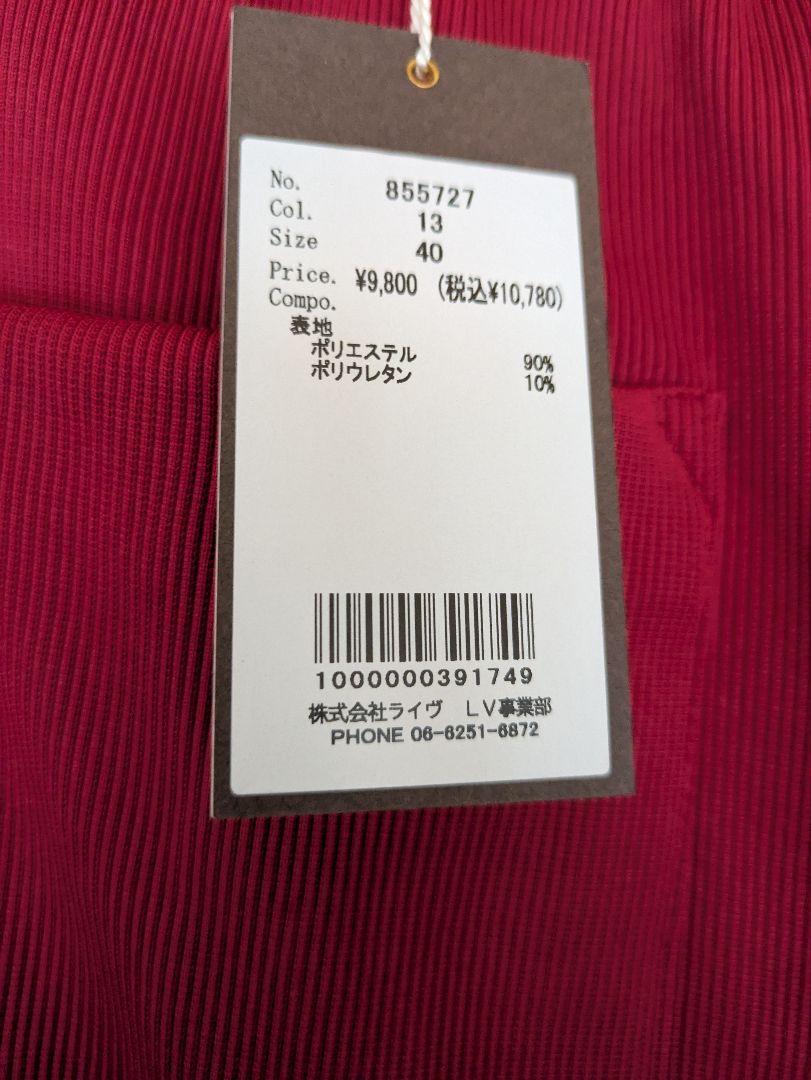 No. 855727
Col. 13
Size 40
Price. ¥9,800 (税込¥10,780)
Compo.
表地
ポリエステル 90%
ポリウレタン 10%
1000000391749
株式会社ライヴ LV事業部
PHONE 06-6251-6872